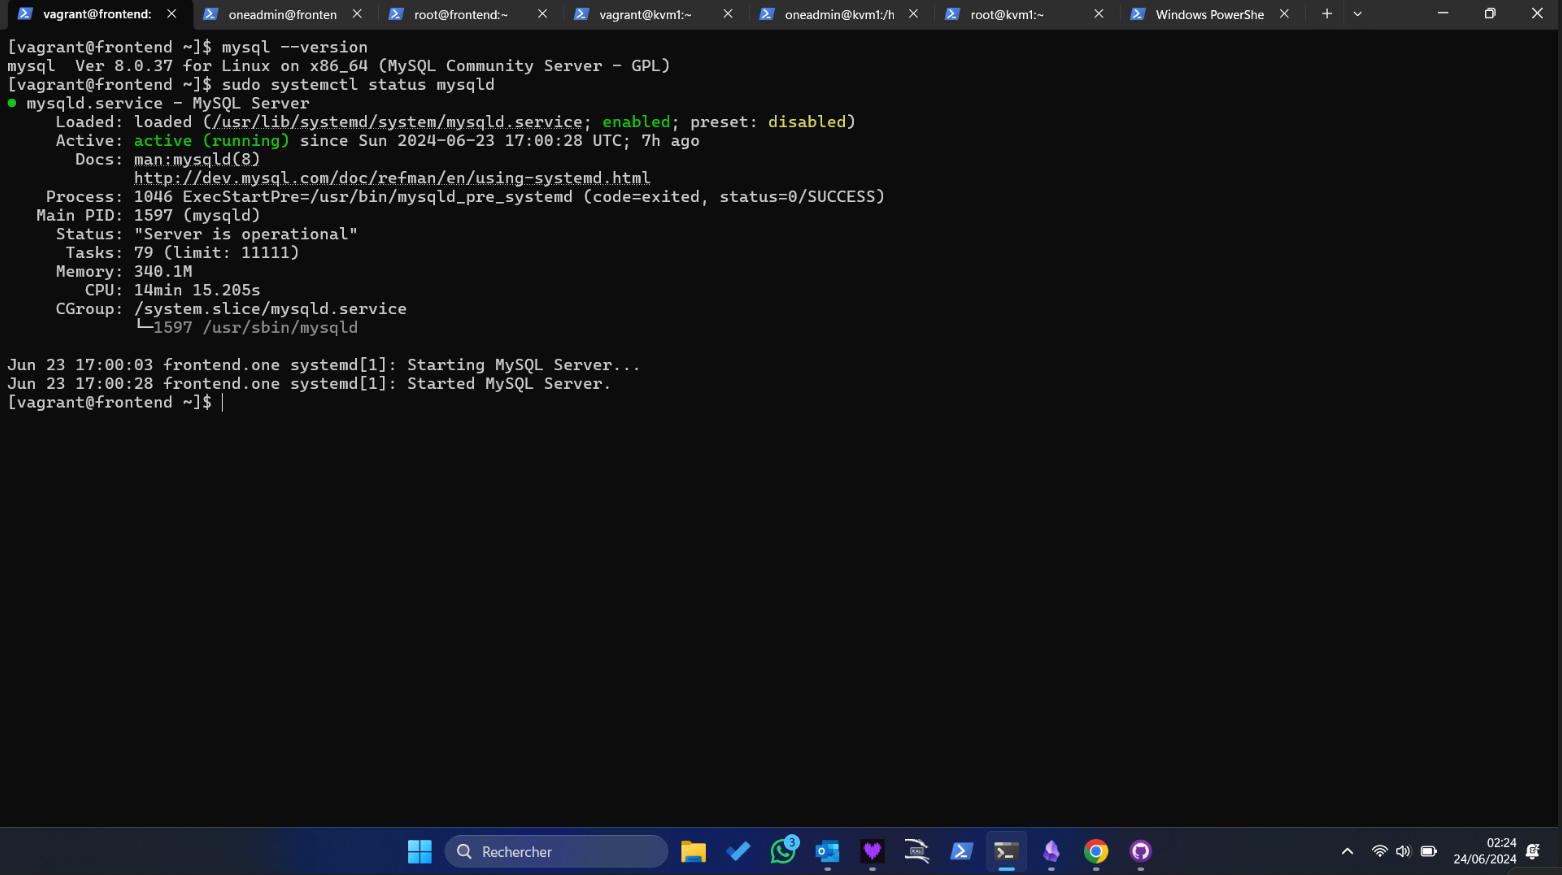 vagrant@frontend:
oneadmin@fronten
root@frontend:~
vagrant@kvm1:~
oneadmin@kvm1:/h
root@kvm1:~
Windows PowerShe
[vagrant@frontend ~]$ mysql --version
mysql  Ver 8.0.37 for Linux on x86_64 (MySQL Community Server - GPL)
[vagrant@frontend ~]$ sudo systemctl status mysqld
● mysqld.service - MySQL Server
     Loaded: loaded (/usr/lib/systemd/system/mysqld.service; enabled; preset: disabled)
     Active: active (running) since Sun 2024-06-23 17:00:28 UTC; 7h ago
       Docs: man:mysqld(8)
             http://dev.mysql.com/doc/refman/en/using-systemd.html
    Process: 1046 ExecStartPre=/usr/bin/mysqld_pre_systemd (code=exited, status=0/SUCCESS)
   Main PID: 1597 (mysqld)
     Status: "Server is operational"
      Tasks: 79 (limit: 11111)
     Memory: 340.1M
        CPU: 14min 15.205s
     CGroup: /system.slice/mysqld.service
             └─1597 /usr/sbin/mysqld
Jun 23 17:00:03 frontend.one systemd[1]: Starting MySQL Server...
Jun 23 17:00:28 frontend.one systemd[1]: Started MySQL Server.
[vagrant@frontend ~]$
Rechercher
3
02:24
24/06/2024